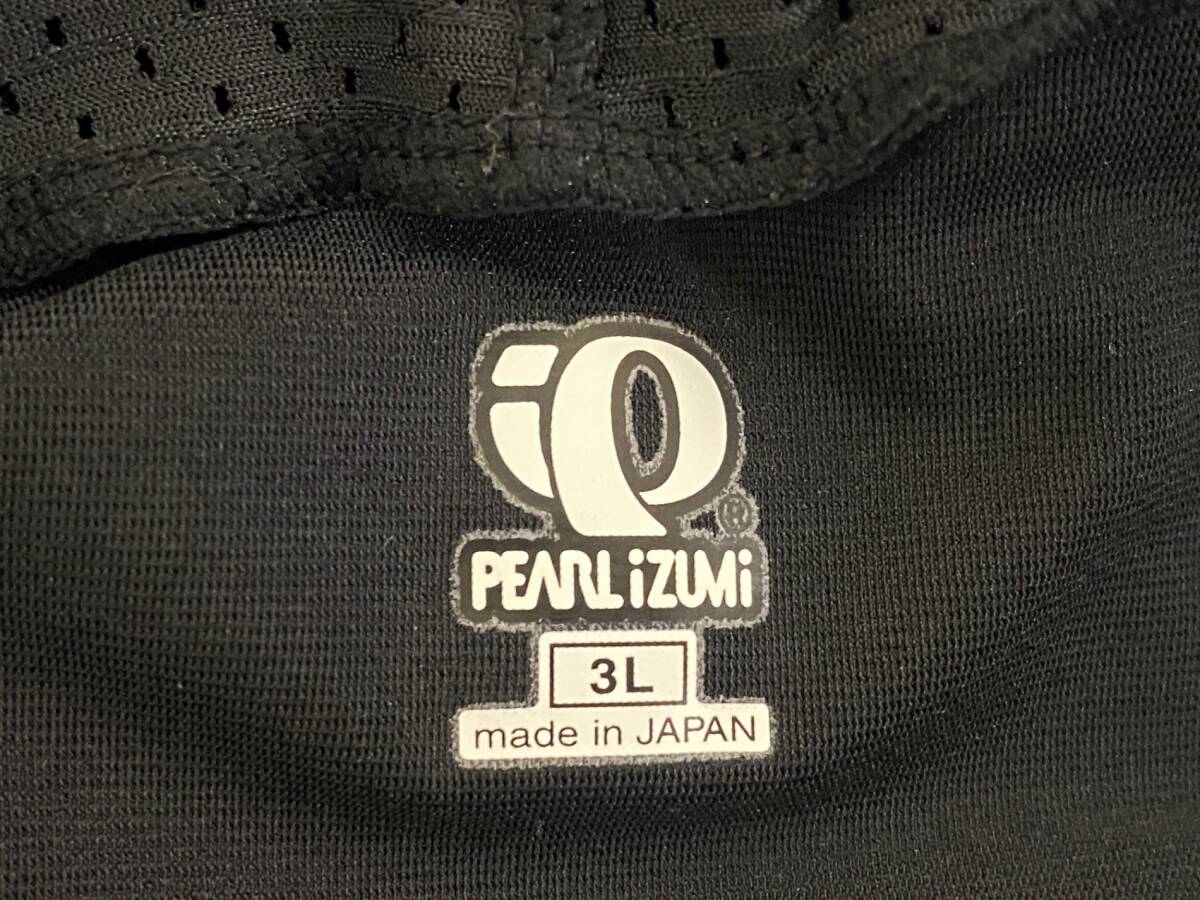 ®
PEARL iZUMi
3L
made in JAPAN